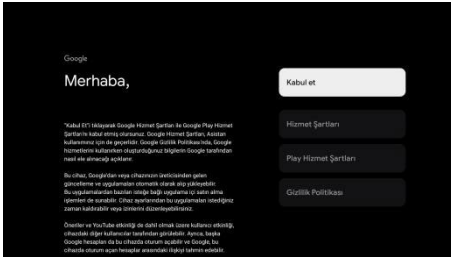 Google
Merhaba,
"Kabul Et"i tıklayarak Google Hizmet Şartları ile Google Play Hizmet
Şartları'nı kabul etmiş olursunuz. Google Hizmet Şartları, Asistan
kullanımınız için de geçerlidir. Google Gizlilik Politikası'nda, Google
hizmetlerini kullanırken oluşturduğunuz bilgilerin Google tarafından
nasıl ele alınacağı açıklanır.
Bu cihaz, Google'dan veya cihazınızın üreticisinden gelen
güncelleme ve uygulamaları otomatik olarak alıp yükleyebilir.
Bu uygulamalardan bazıları isteğe bağlı uygulama içi satın alma
işlemleri de sunabilir. Cihaz ayarlarından bu uygulamaları istediğiniz
zaman kaldırabilir veya izinlerini düzenleyebilirsiniz.
Öneriler ve YouTube etkinliği de dahil olmak üzere kullanıcı etkinliği,
cihazdaki diğer kullanıcılar tarafından görülebilir. Ayrıca, başka
Google hesapları da bu cihazda oturum açabilir ve Google, bu
cihazda oturum açan hesaplar arasındaki ilişkiyi tahmin edebilir.
Kabul et
Hizmet Şartları
Play Hizmet Şartları
Gizlilik Politikası